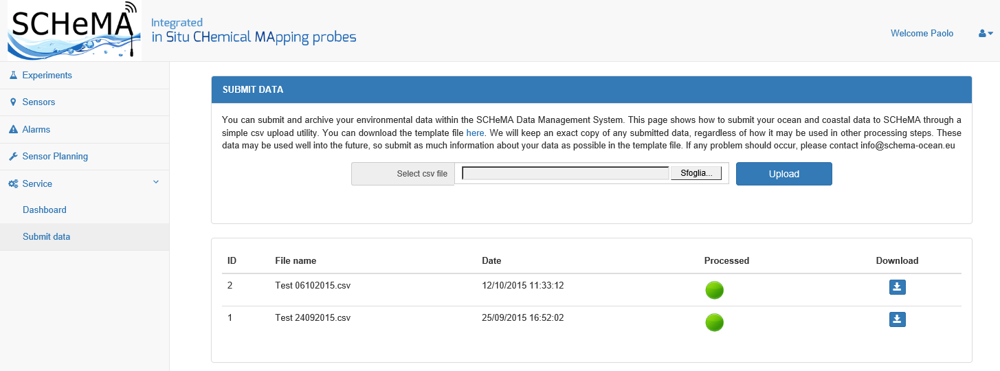 SCHeMA
Integrated
in Situ CHemical MApping probes
Welcome Paolo
Experiments
Sensors
Alarms
Sensor Planning
Service
Dashboard
Submit data
SUBMIT DATA
You can submit and archive your environmental data within the SCHeMA Data Management System. This page shows how to submit your ocean and coastal data to SCHeMA through a
simple csv upload utility. You can download the template file here. We will keep an exact copy of any submitted data, regardless of how it may be used in other processing steps. These
data may be used well into the future, so submit as much information about your data as possible in the template file. If any problem should occur, please contact info@schema-ocean.eu
Select csv file Sfoglia... Upload
ID File name Date Processed Download
2 Test 06102015.csv 12/10/2015 11:33:12
1 Test 24092015.csv 25/09/2015 16:52:02